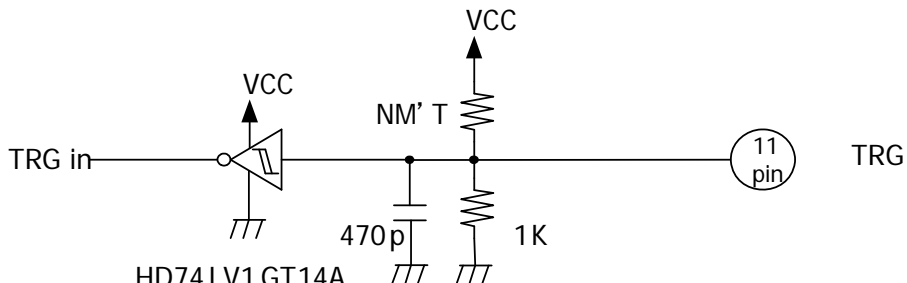 VCC
VCC
NM' T
TRG in
11
pin
TRG
470p
1K
HD74LV1GT14A